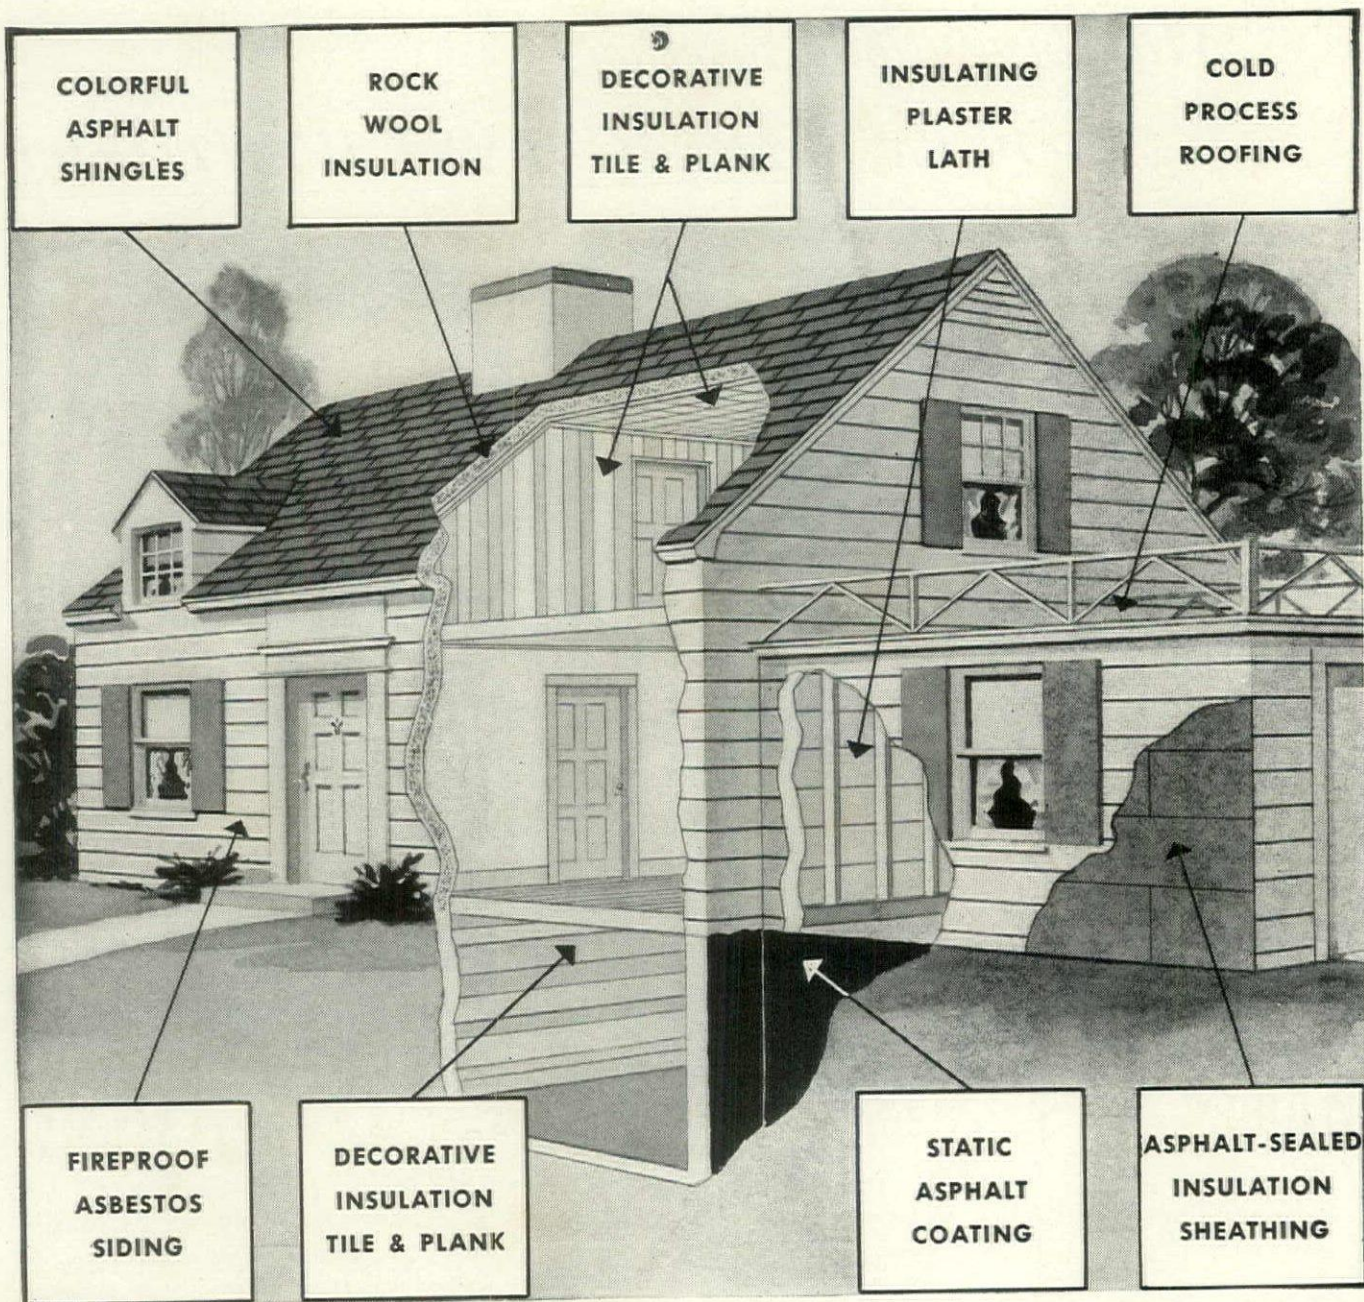 COLORFUL
ASPHALT
SHINGLES
ROCK
WOOL
INSULATION
DECORATIVE
INSULATION
TILE & PLANK
INSULATING
PLASTER
LATH
COLD
PROCESS
ROOFING
FIREPROOF
ASBESTOS
SIDING
DECORATIVE
INSULATION
TILE & PLANK
STATIC
ASPHALT
COATING
ASPHALT-SEALED
INSULATION
SHEATHING